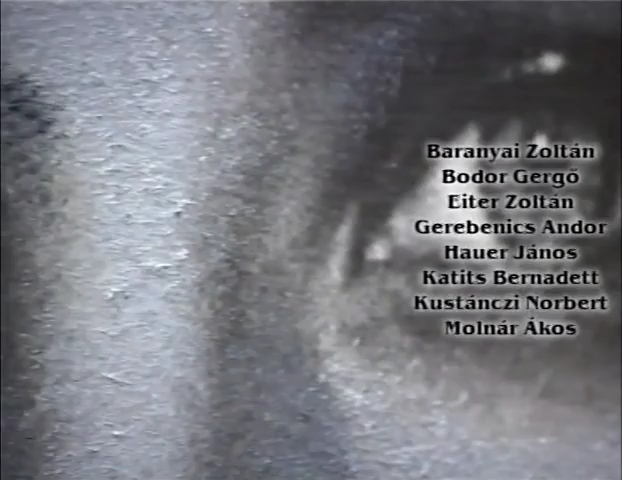 Baranyai Zoltán
Bodor Gergő
Eiter Zoltán
Gerebenics Andor
Hauer János
Katits Bernadett
Kustánczi Norbert
Molnár Ákos